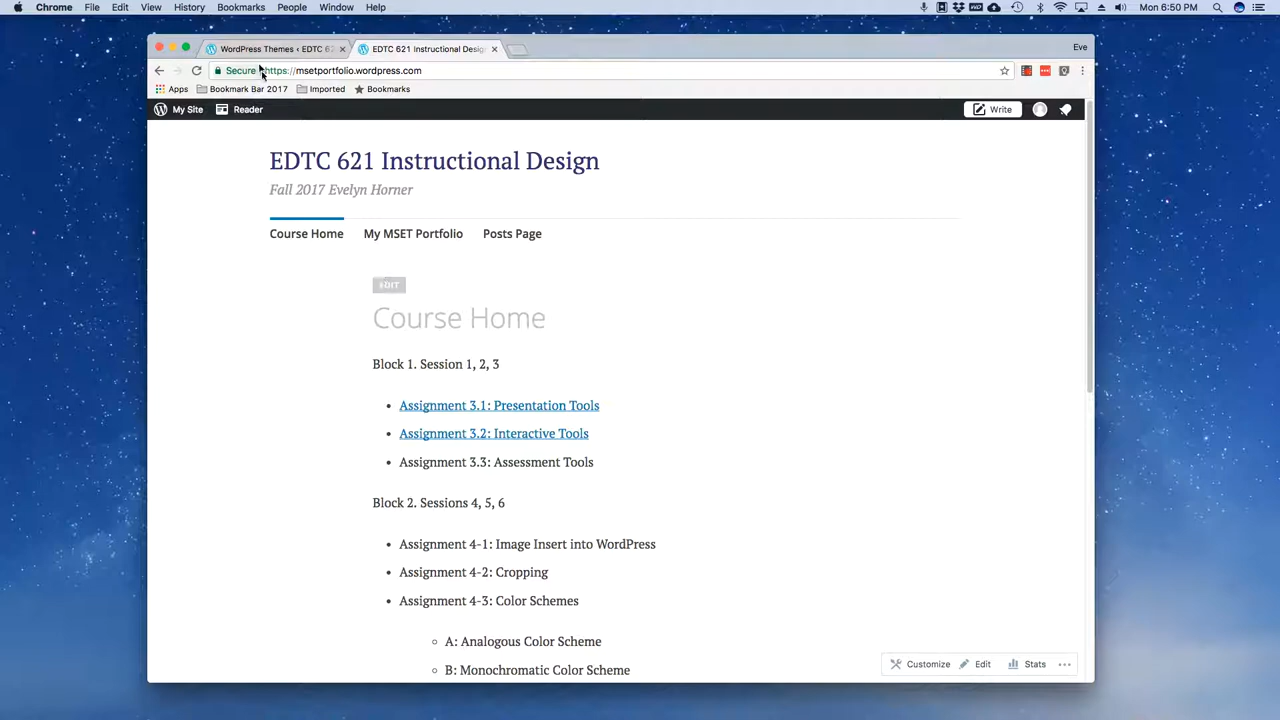 Chrome File Edit View History Bookmarks People Window Help Mon 6:50 PM
WordPress Themes ‹ EDTC 62 EDTC 621 Instructional Desig Eve
Secure https://msetportfolio.wordpress.com
Apps Bookmark Bar 2017 Imported Bookmarks
My Site Reader Write
EDTC 621 Instructional Design
Fall 2017 Evelyn Horner
Course Home My MSET Portfolio Posts Page
EDIT
Course Home
Block 1. Session 1, 2, 3
• Assignment 3.1: Presentation Tools
• Assignment 3.2: Interactive Tools
• Assignment 3.3: Assessment Tools
Block 2. Sessions 4, 5, 6
• Assignment 4-1: Image Insert into WordPress
• Assignment 4-2: Cropping
• Assignment 4-3: Color Schemes
◦ A: Analogous Color Scheme
◦ B: Monochromatic Color Scheme
Customize Edit Stats